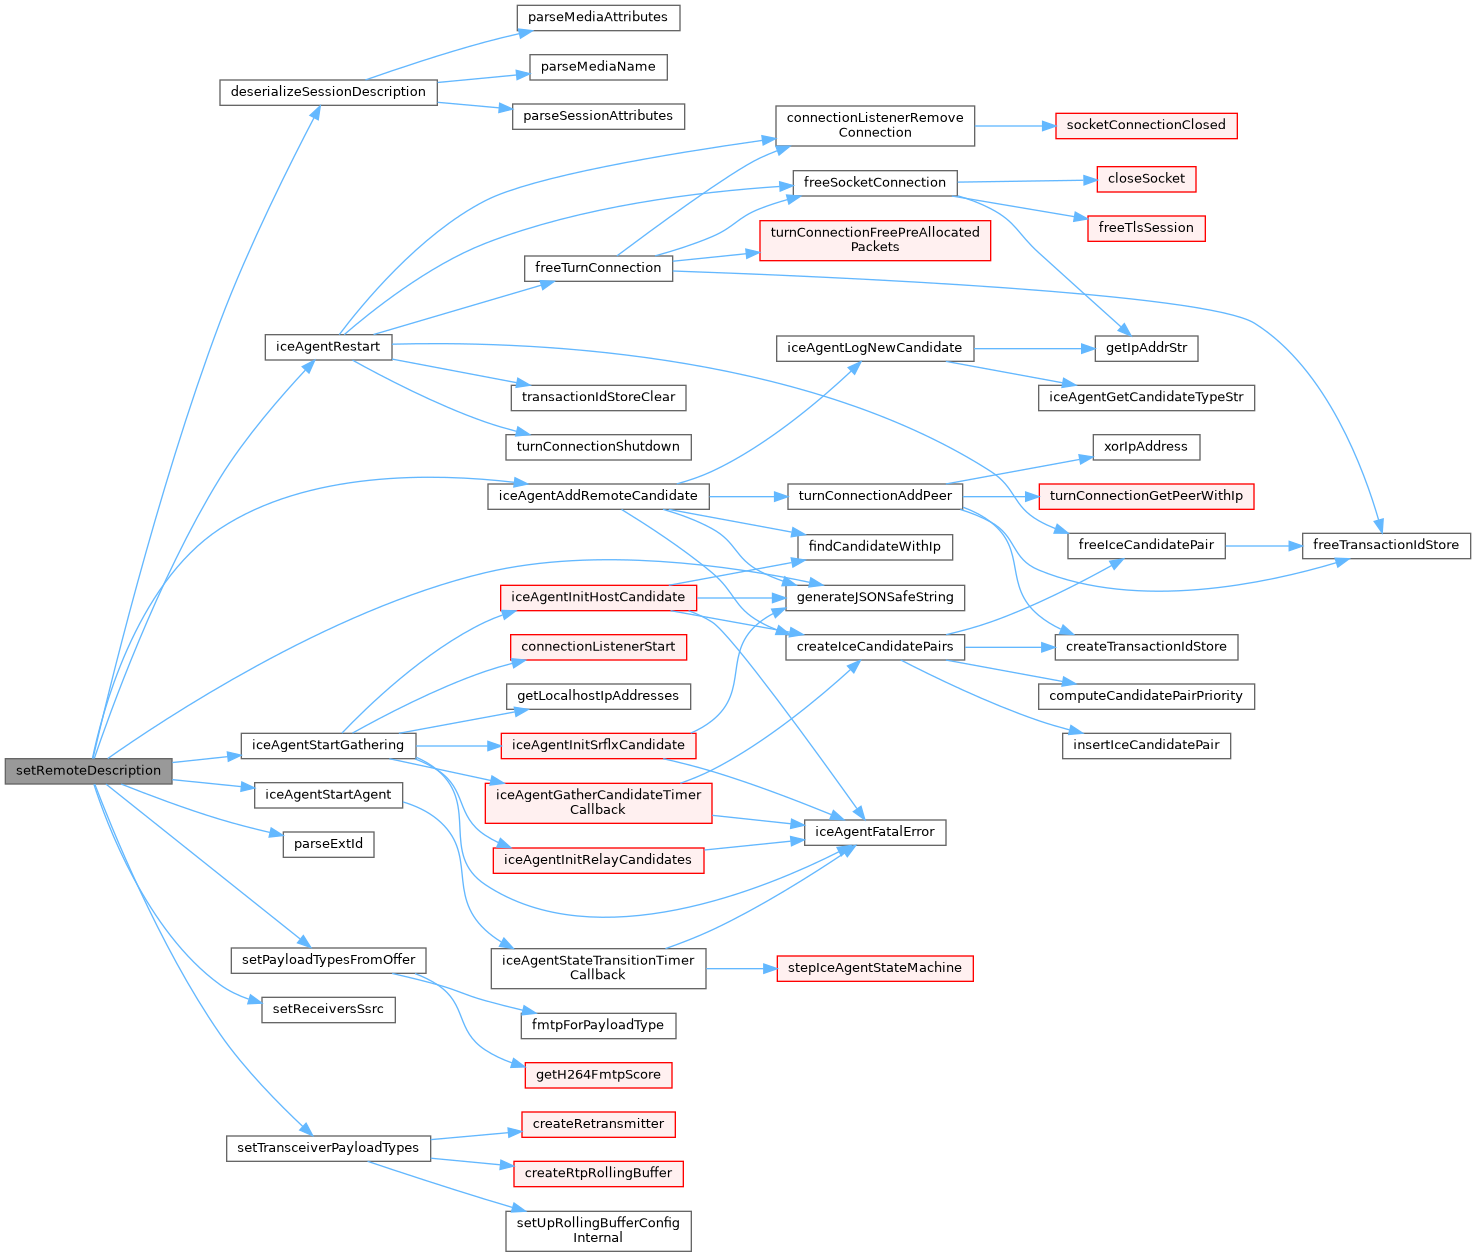 parseMediaAttributes
parseMediaName
deserializeSessionDescription
parseSessionAttributes
connectionListenerRemove
Connection
socketConnectionClosed
freeSocketConnection
closeSocket
freeTlsSession
turnConnectionFreePreAllocated
Packets
freeTurnConnection
iceAgentRestart
iceAgentLogNewCandidate
getIpAddrStr
transactionIdStoreClear
iceAgentGetCandidateTypeStr
turnConnectionShutdown
xorIpAddress
iceAgentAddRemoteCandidate
turnConnectionAddPeer
turnConnectionGetPeerWithIp
findCandidateWithIp
freeIceCandidatePair
freeTransactionIdStore
iceAgentInitHostCandidate
generateJSONSafeString
connectionListenerStart
createIceCandidatePairs
createTransactionIdStore
getLocalhostIpAddresses
computeCandidatePairPriority
iceAgentStartGathering
iceAgentInitSrflxCandidate
insertIceCandidatePair
setRemoteDescription
iceAgentStartAgent
iceAgentGatherCandidateTimer
Callback
iceAgentFatalError
parseExtId
iceAgentInitRelayCandidates
setPayloadTypesFromOffer
iceAgentStateTransitionTimer
Callback
stepIceAgentStateMachine
setReceiversSsrc
fmtpForPayloadType
getH264FmtpScore
createRetransmitter
setTransceiverPayloadTypes
createRtpRollingBuffer
setUpRollingBufferConfig
Internal